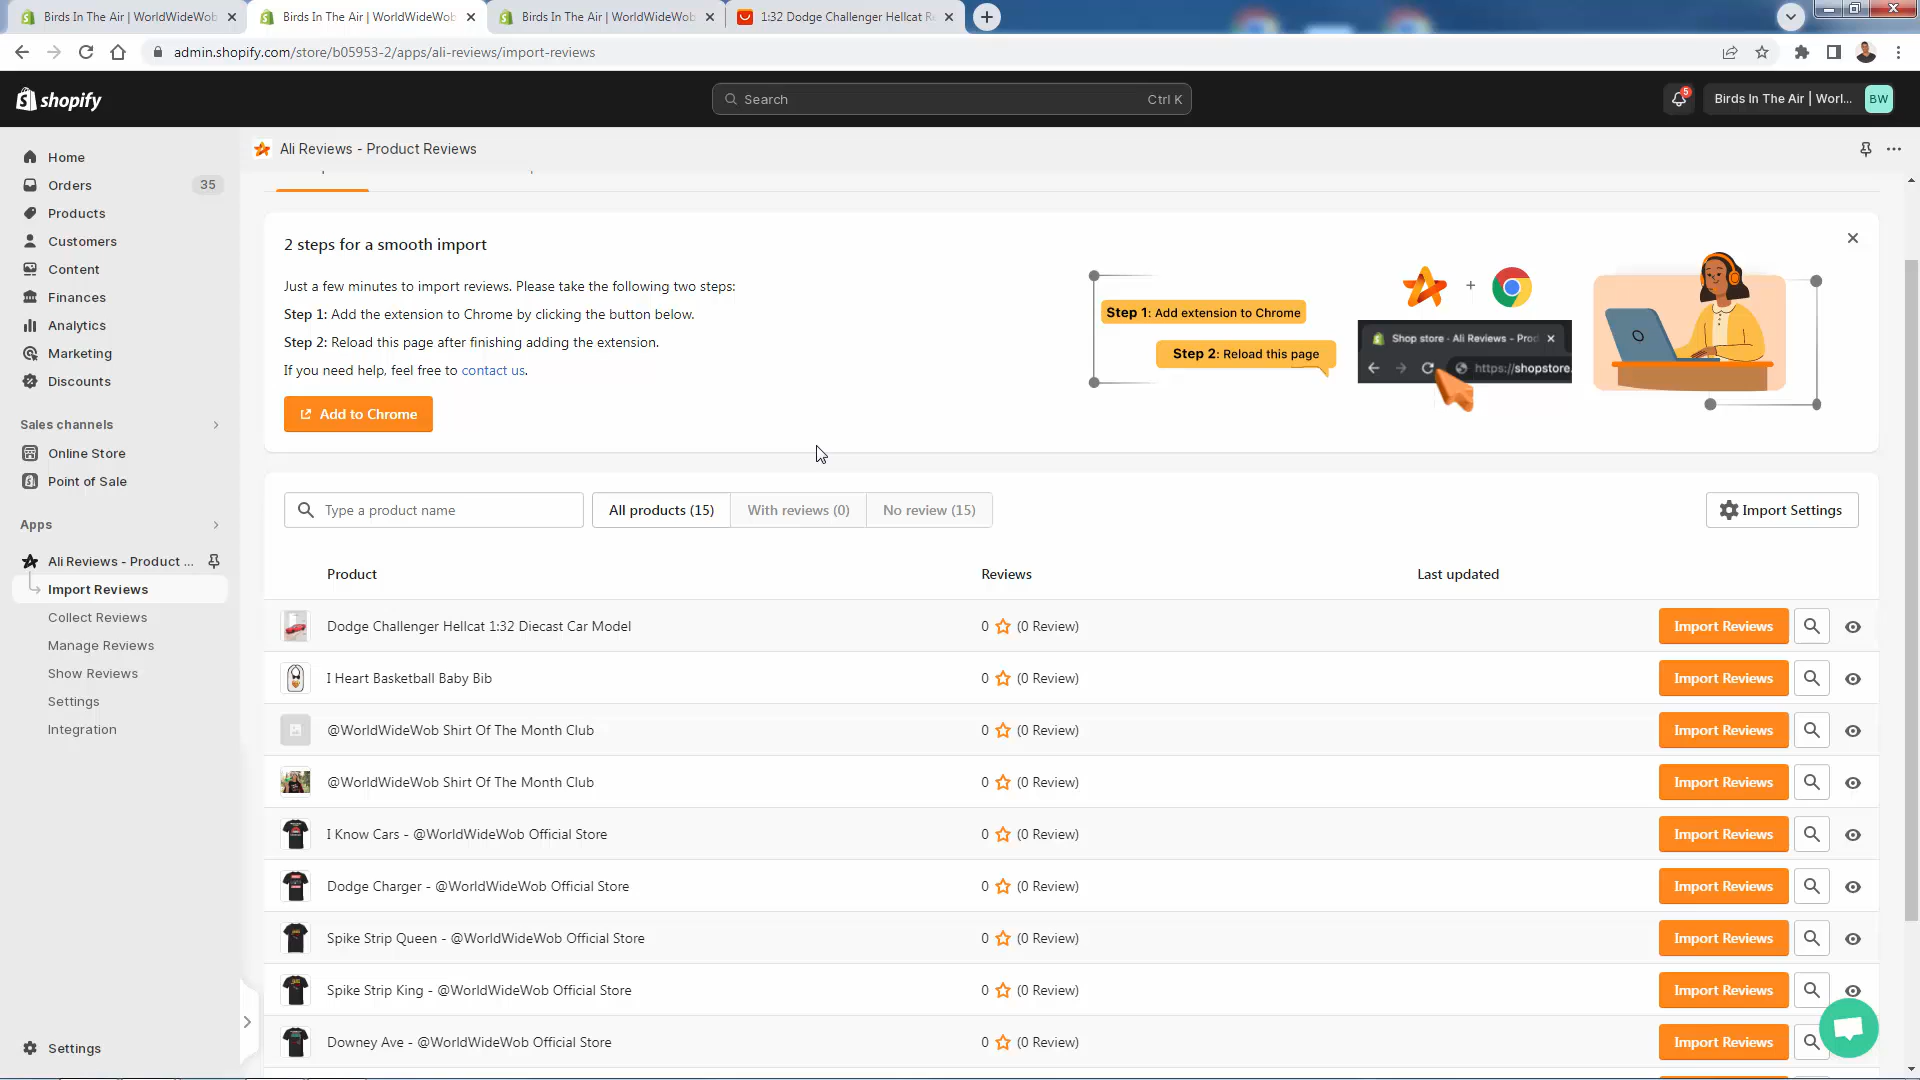 Birds In The Air | WorldWideWob
Birds In The Air | WorldWideWob
Birds In The Air | WorldWideWob
1:32 Dodge Challenger Hellcat R
admin.shopify.com/store/b05953-2/apps/ali-reviews/import-reviews
shopify
Search
Ctrl K
5
Birds In The Air | Worl...
BW
Home
Orders
35
Products
Customers
Content
Finances
Analytics
Marketing
Discounts
Sales channels
Online Store
Point of Sale
Apps
Ali Reviews - Product ...
Import Reviews
Collect Reviews
Manage Reviews
Show Reviews
Settings
Integration
Settings
Ali Reviews - Product Reviews
2 steps for a smooth import
Just a few minutes to import reviews. Please take the following two steps:
Step 1: Add the extension to Chrome by clicking the button below.
Step 2: Reload this page after finishing adding the extension.
If you need help, feel free to contact us.
Add to Chrome
Step 1: Add extension to Chrome
Step 2: Reload this page
+
Shop store · Ali Reviews - Prod
https://shopstore.
Type a product name
All products (15)
With reviews (0)
No review (15)
Import Settings
Product Reviews Last updated
Dodge Challenger Hellcat 1:32 Diecast Car Model 0 (0 Review) Import Reviews
I Heart Basketball Baby Bib 0 (0 Review) Import Reviews
@WorldWideWob Shirt Of The Month Club 0 (0 Review) Import Reviews
@WorldWideWob Shirt Of The Month Club 0 (0 Review) Import Reviews
I Know Cars - @WorldWideWob Official Store 0 (0 Review) Import Reviews
Dodge Charger - @WorldWideWob Official Store 0 (0 Review) Import Reviews
Spike Strip Queen - @WorldWideWob Official Store 0 (0 Review) Import Reviews
Spike Strip King - @WorldWideWob Official Store 0 (0 Review) Import Reviews
Downey Ave - @WorldWideWob Official Store 0 (0 Review) Import Reviews